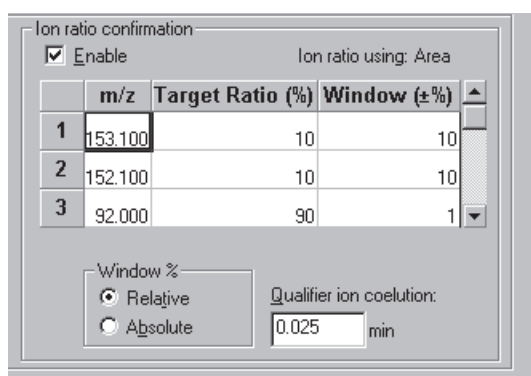 Ion ratio confirmation
Enable Ion ratio using: Area
m/z Target Ratio (%) Window (±%)
1 153.100 10 10
2 152.100 10 10
3 92.000 90 1
Window %
Relative
Absolute
Qualifier ion coelution:
0.025 min